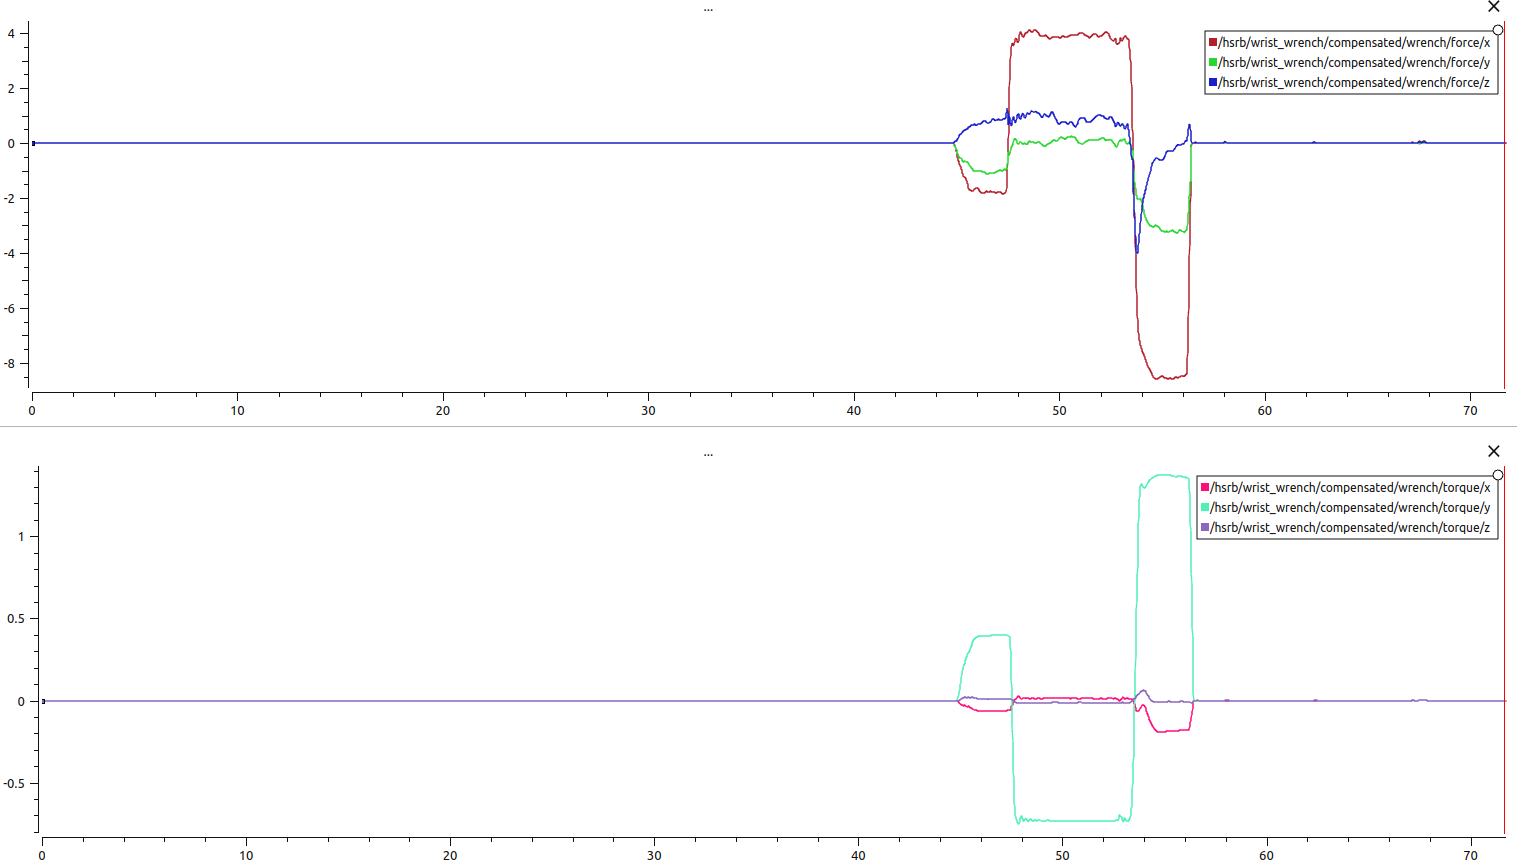 ...
4
2
0
-2
-4
-6
-8
/hsrb/wrist_wrench/compensated/wrench/force/x
/hsrb/wrist_wrench/compensated/wrench/force/y
/hsrb/wrist_wrench/compensated/wrench/force/z
0 10 20 30 40 50 60 70
...
1
0.5
0
-0.5
/hsrb/wrist_wrench/compensated/wrench/torque/x
/hsrb/wrist_wrench/compensated/wrench/torque/y
/hsrb/wrist_wrench/compensated/wrench/torque/z
0 10 20 30 40 50 60 70